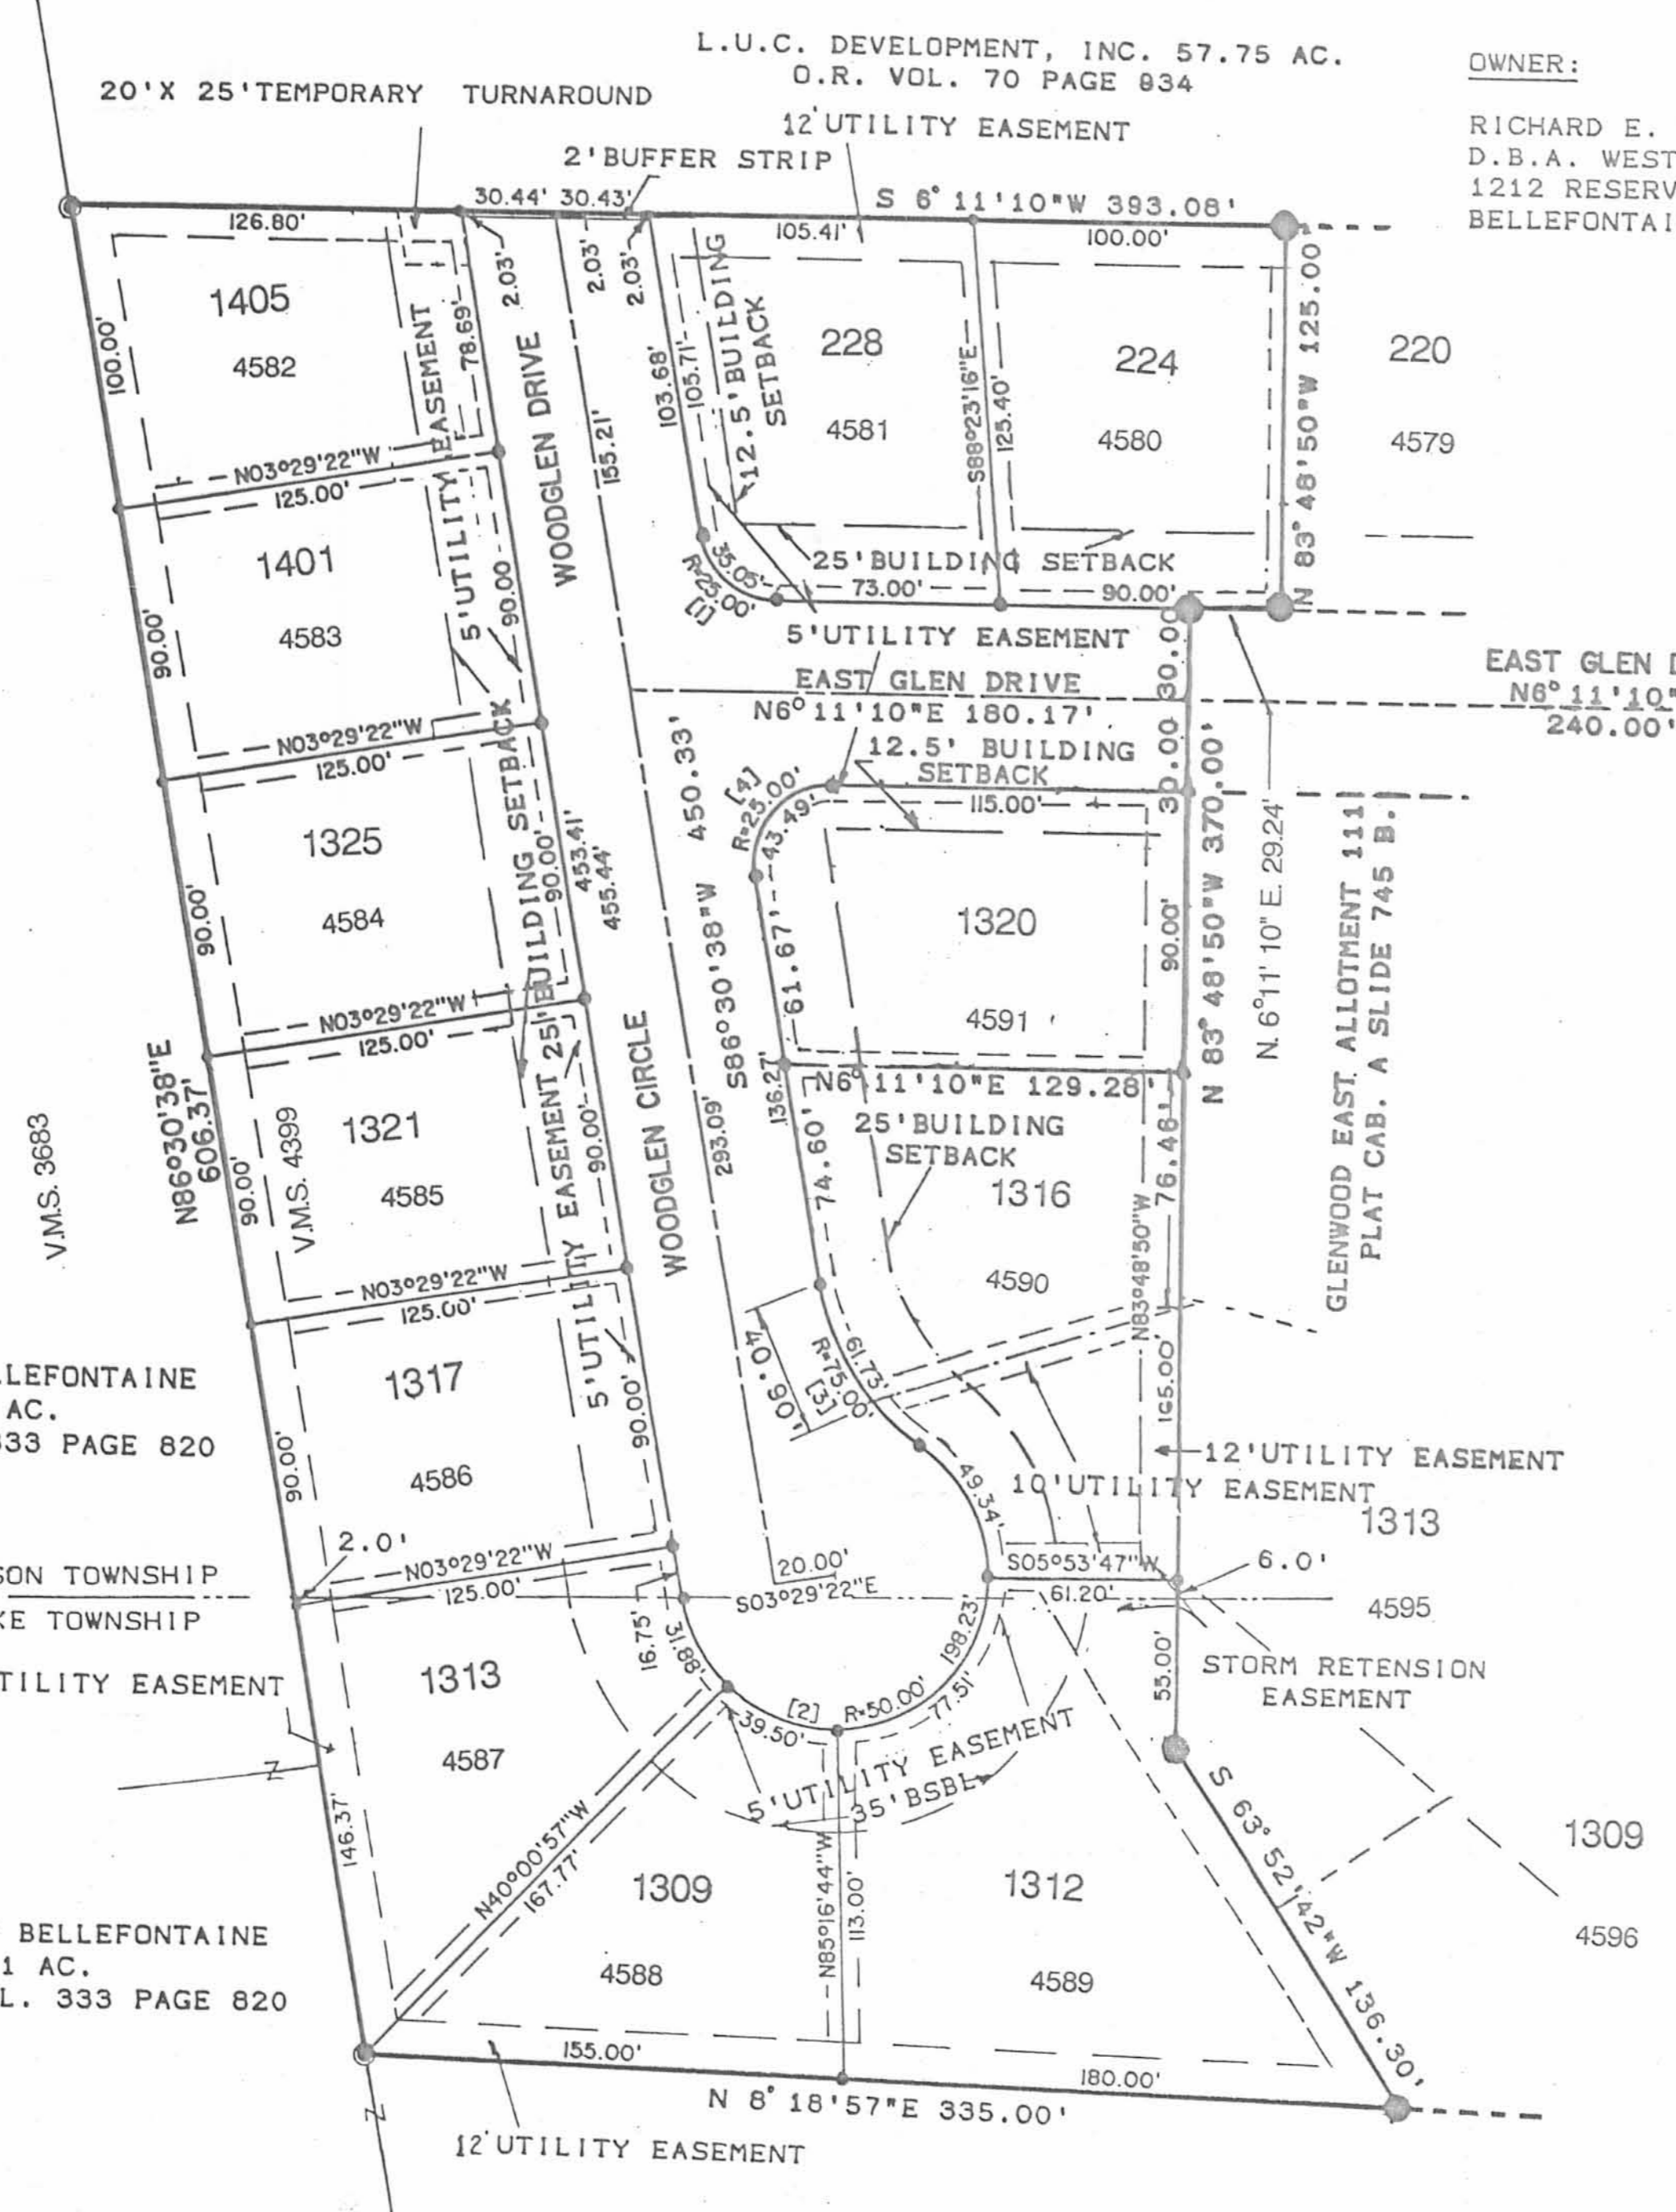 L.U.C. DEVELOPMENT, INC. 57.75 AC.
O.R. VOL. 70 PAGE 834
OWNER:
RICHARD E.
D.B.A. WEST
1212 RESERV
BELLEFONTAI
20'X 25'TEMPORARY TURNAROUND
12'UTILITY EASEMENT
2'BUFFER STRIP
S 6° 11'10"W 393.08'
126.80'
30.44' 30.43'
105.41'
100.00'
2.03'
2.03'
2.03'
1405
4582
100.00'
78.69'
WOODGLEN DRIVE
155.21'
103.68'
105.71'
12.5'BUILDING
SETBACK
228
4581
S88°23'16"E
125.40'
224
4580
N 83° 48'50"W 125.00
220
4579
N03°29'22"W
125.00'
5'UTILITY EASEMENT
1401
4583
90.00'
90.00
35.05'
R=25.00'
[1]
25'BUILDING SETBACK
73.00'
90.00'
5'UTILITY EASEMENT
EAST GLEN DRIVE
N6°11'10"E 180.17'
30.00
30.00
EAST GLEN D
N6°11'10"
240.00'
N03°29'22"W
125.00'
12.5' BUILDING
SETBACK
[4]
R=25.00'
43.49'
115.00'
1325
4584
90.00'
90.00'
453.41'
455.44'
S86°30'38"W 450.33'
61.67'
1320
4591
90.00'
N 83° 48'50"W 370.00'
N. 6°11' 10" E. 29.24'
GLENWOOD EAST. ALLOTMENT 111
PLAT CAB. A SLIDE 745 B.
N03°29'22"W
125.00'
5'UTILITY EASEMENT 25'BUILDING SETBACK
V.M.S. 3683
N86°30'38"E
606.37'
V.M.S. 4399
1321
4585
90.00'
90.00'
WOODGLEN CIRCLE
293.09'
136.27'
N6°11'10"E 129.28'
74.60'
25'BUILDING
SETBACK
1316
4590
N83°48'50"W
76.46'
165.00'
N03°29'22"W
125.00'
40.90'
R=75.00'
[3]
61.73'
1317
4586
90.00'
90.00'
LEFONTAINE
AC.
333 PAGE 820
49.34'
12'UTILITY EASEMENT
10'UTILITY EASEMENT
1313
4595
2.0'
N03°29'22"W
125.00'
20.00'
S03°29'22"E
S05°53'47"W
61.20'
6.0'
SON TOWNSHIP
KE TOWNSHIP
STORM RETENSION
EASEMENT
TILITY EASEMENT
1313
4587
146.37'
16.75'
31.88'
[2]
R=50.00'
198.23'
39.50'
77.51'
5'UTILITY EASEMENT
35'BSBL
55.00'
S 63° 52'42"W 136.30'
N40°00'57"W
167.77'
1309
4588
N85°16'44"W
113.00'
1312
4589
1309
4596
BELLEFONTAINE
1 AC.
L. 333 PAGE 820
155.00'
180.00'
N 8° 18'57"E 335.00'
12'UTILITY EASEMENT